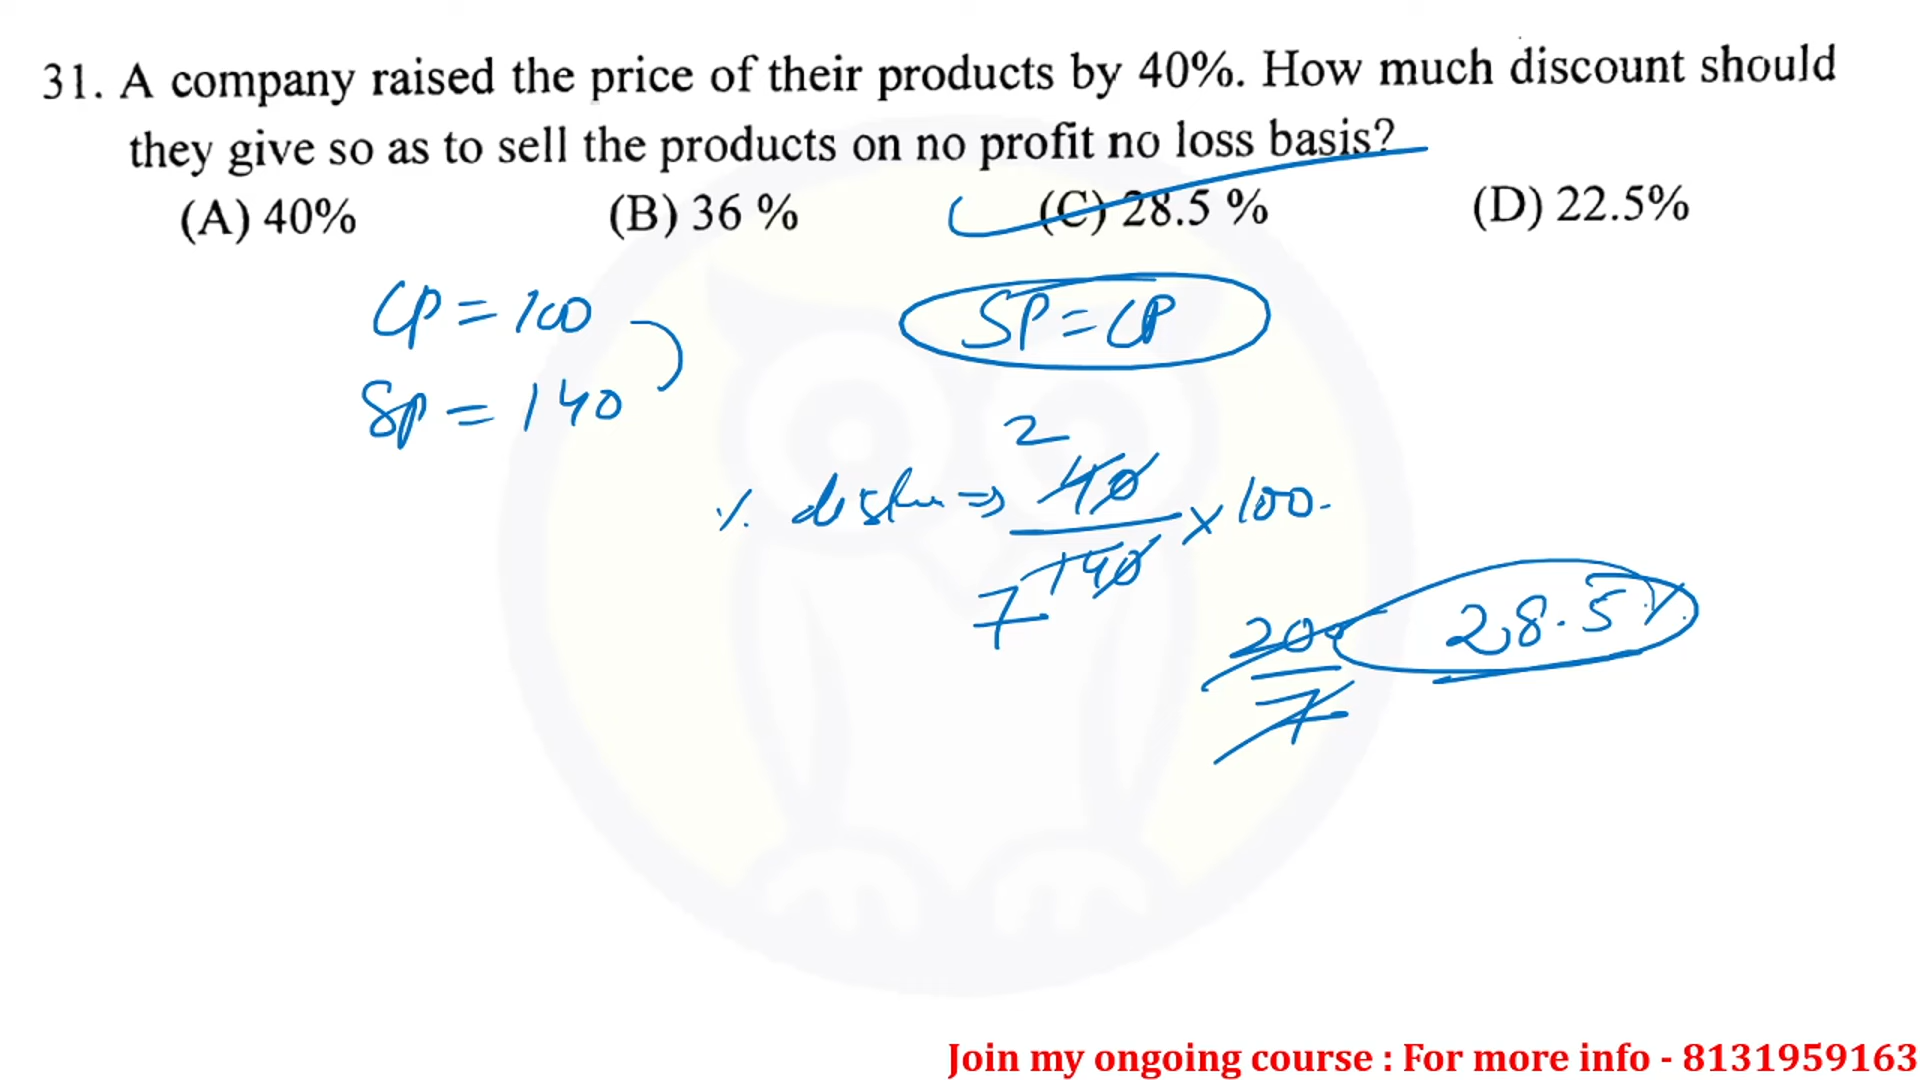 31. A company raised the price of their products by 40%. How much discount should
they give so as to sell the products on no profit no loss basis?
(A) 40% (B) 36 % (C) 28.5 % (D) 22.5%
CP = 100
SP = CP
SP = 140
2
% ⇒ 40
× 100
140
7
200
28.5%
7
Join my ongoing course : For more info - 8131959163